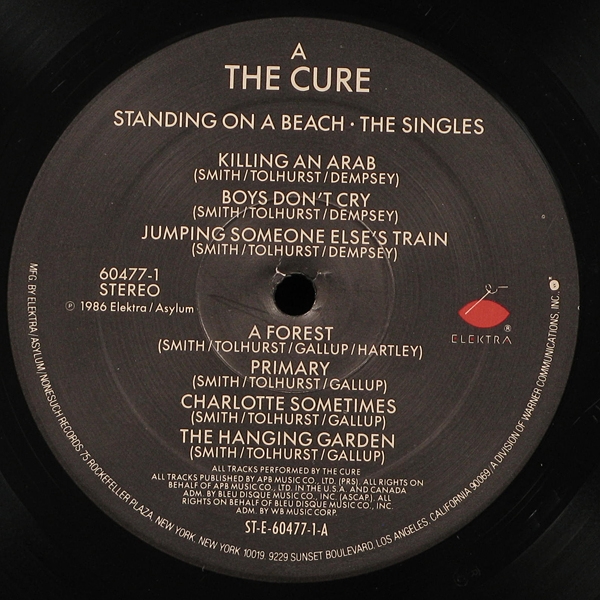 A
THE CURE
STANDING ON A BEACH · THE SINGLES
KILLING AN ARAB
(SMITH/TOLHURST/DEMPSEY)
BOYS DON'T CRY
(SMITH/TOLHURST/DEMPSEY)
JUMPING SOMEONE ELSE'S TRAIN
(SMITH/TOLHURST/DEMPSEY)
60477-1
STEREO
℗ 1986 Elektra/Asylum
ELEKTRA®
A FOREST
(SMITH/TOLHURST/GALLUP/HARTLEY)
PRIMARY
(SMITH/TOLHURST/GALLUP)
CHARLOTTE SOMETIMES
(SMITH/TOLHURST/GALLUP)
THE HANGING GARDEN
(SMITH/TOLHURST/GALLUP)
ALL TRACKS PERFORMED BY THE CURE
ALL TRACKS PUBLISHED BY APB MUSIC CO., LTD. (PRS). ALL RIGHTS ON
BEHALF OF APB MUSIC CO., LTD. IN THE U.S.A. AND CANADA
ADM. BY BLEU DISQUE MUSIC CO., INC. (ASCAP). ALL
RIGHTS ON BEHALF OF BLEU DISQUE MUSIC CO., INC.
ADM. BY WB MUSIC CORP.
ST-E-60477-1-A
MFG. BY ELEKTRA/ASYLUM/NONESUCH RECORDS 75 ROCKEFELLER PLAZA, NEW YORK, NEW YORK 10019. 9229 SUNSET BOULEVARD, LOS ANGELES, CALIFORNIA 90069 / A DIVISION OF WARNER COMMUNICATIONS, INC.